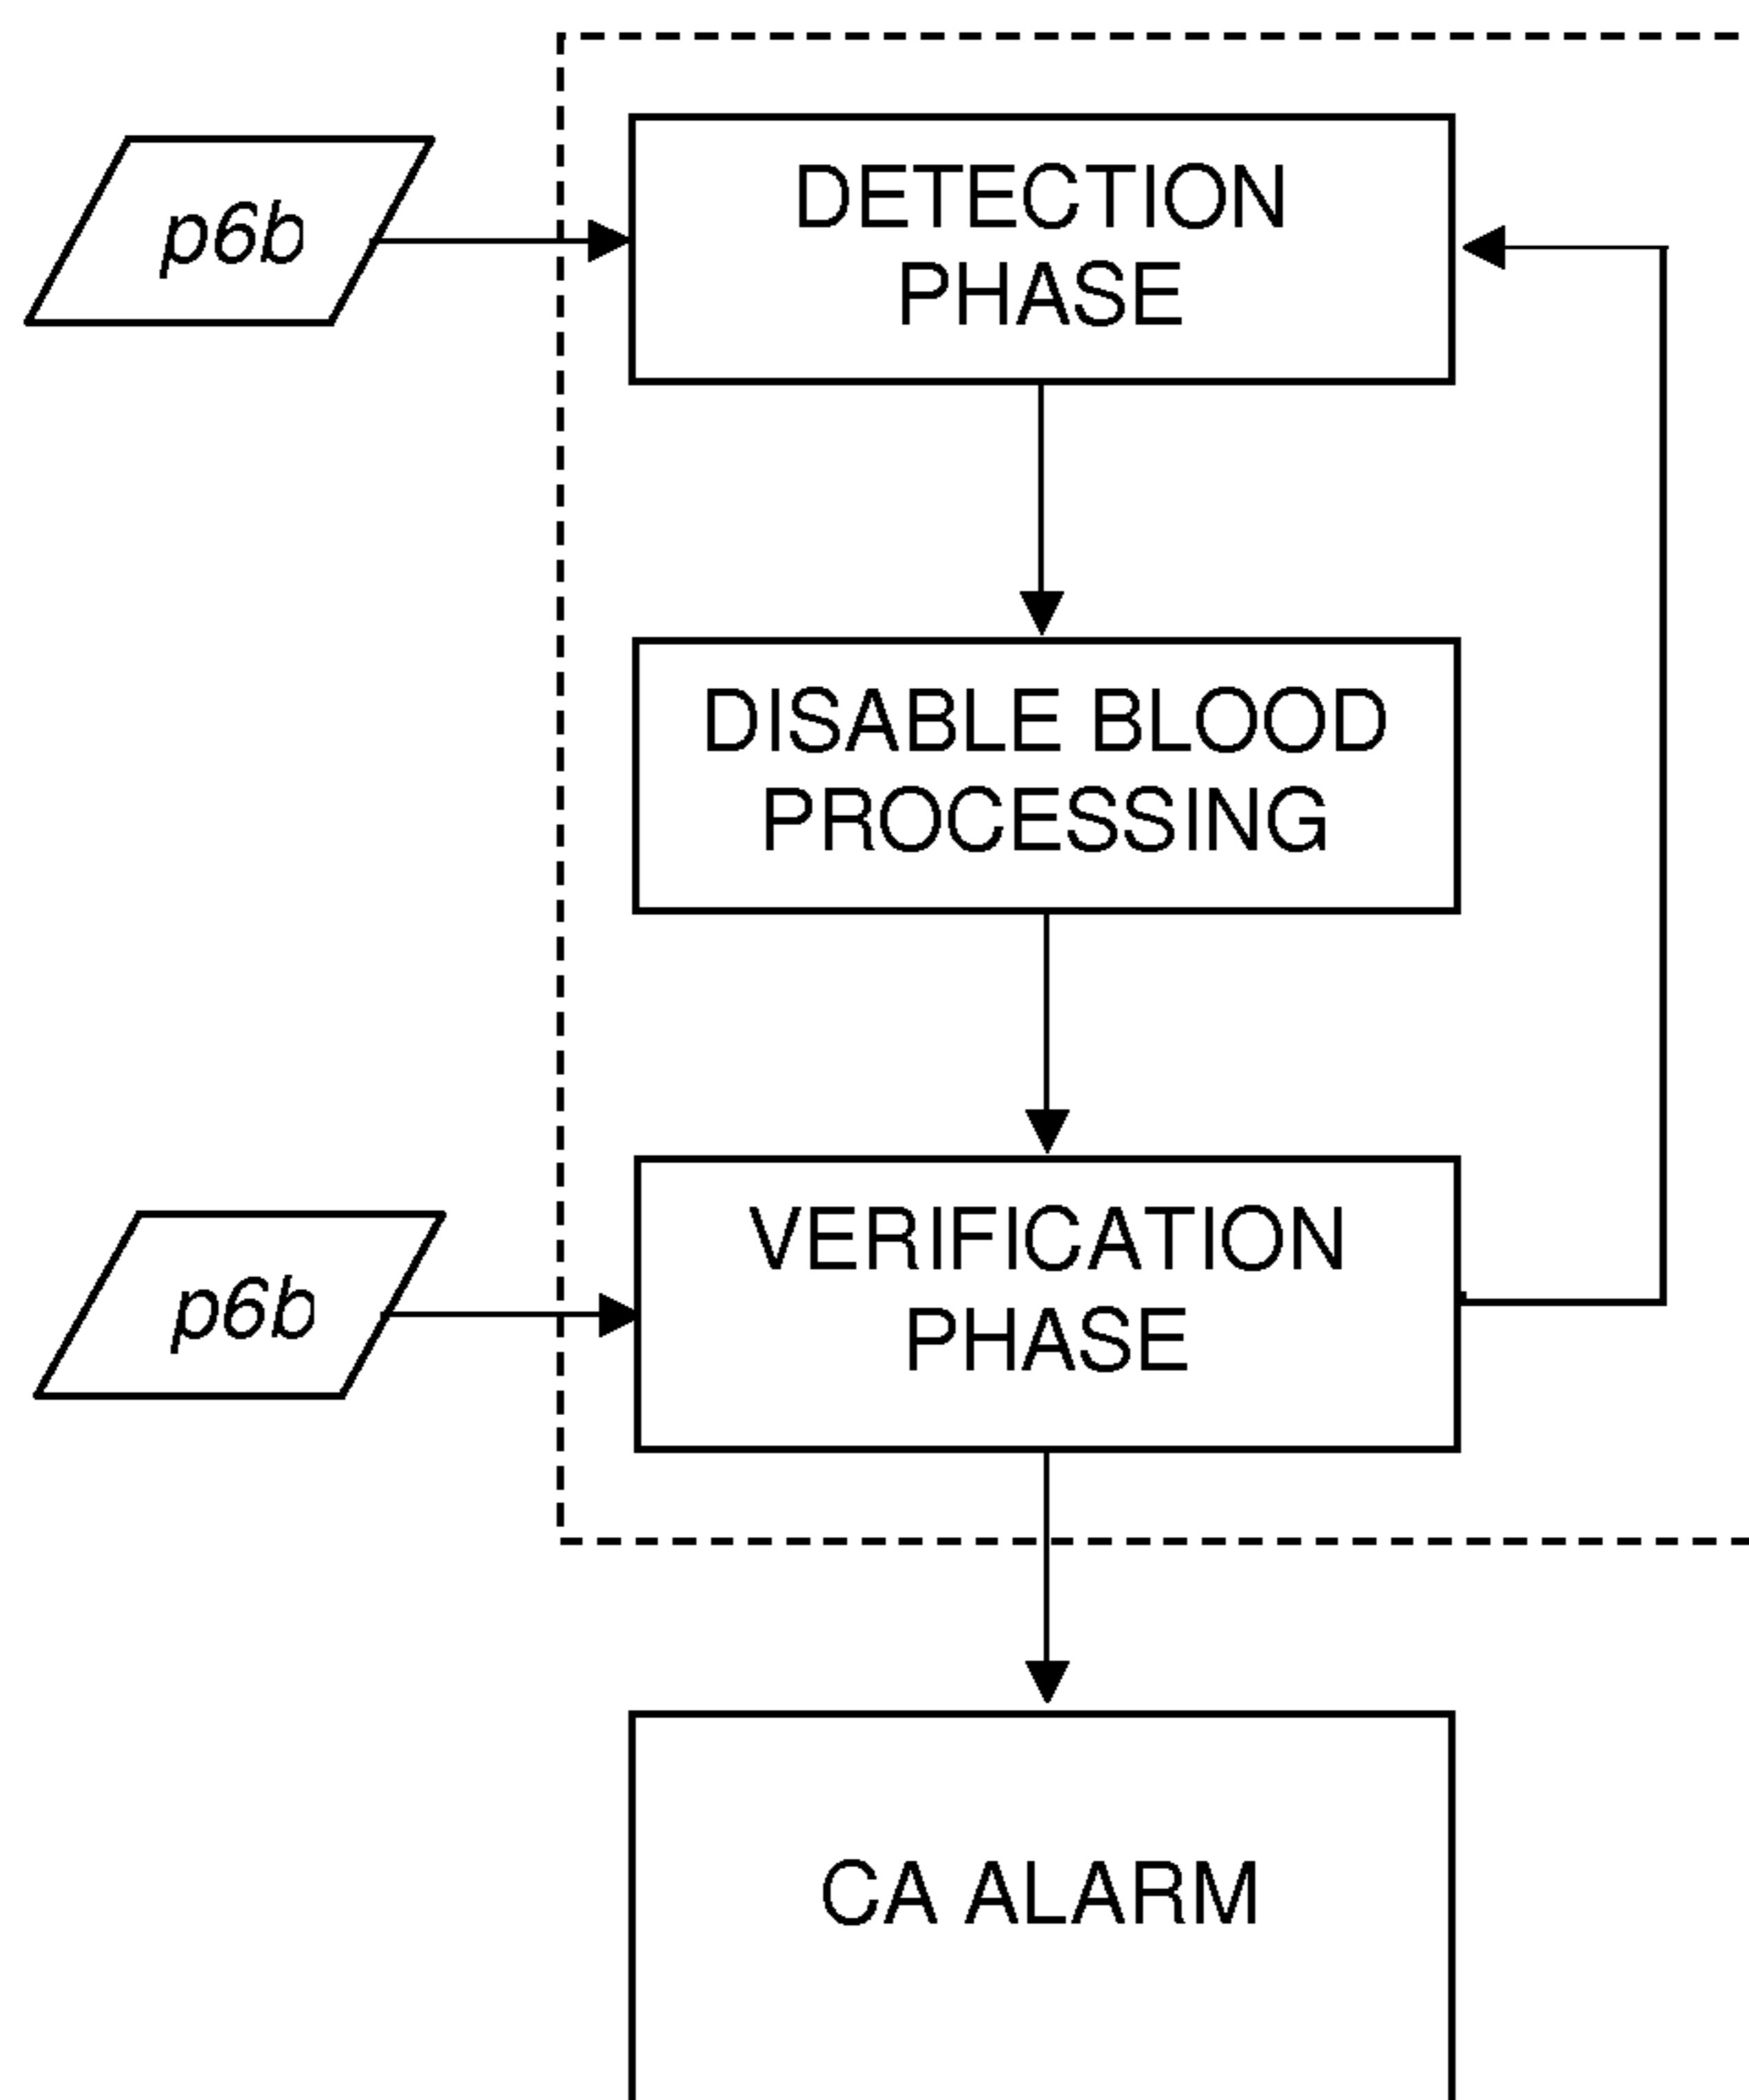 p6b
DETECTION
PHASE
DISABLE BLOOD
PROCESSING
p6b
VERIFICATION
PHASE
CA ALARM